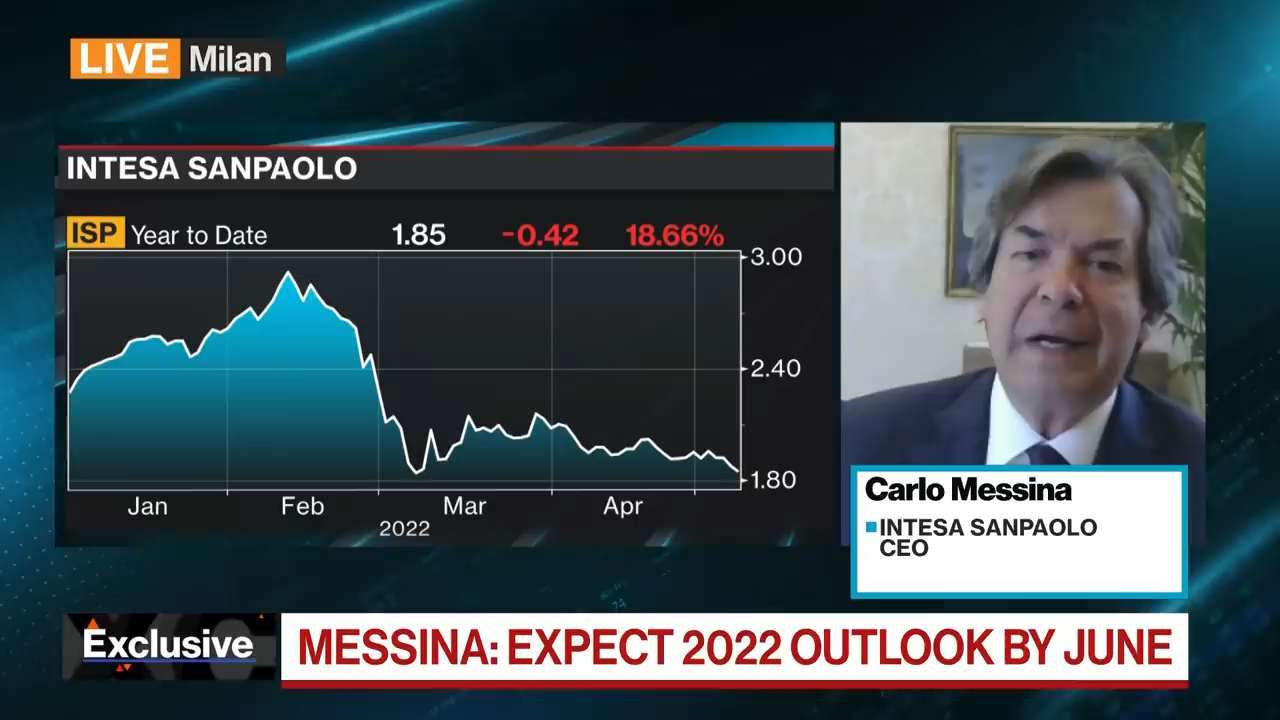 LIVE Milan
INTESA SANPAOLO
ISP Year to Date 1.85 -0.42 18.66%
3.00
2.40
1.80
Jan Feb Mar Apr
2022
Carlo Messina
INTESA SANPAOLO
CEO
Exclusive
MESSINA: EXPECT 2022 OUTLOOK BY JUNE